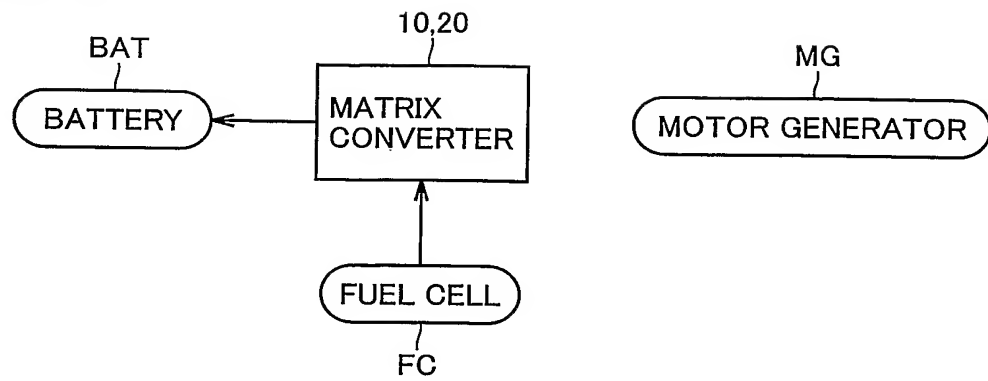 10,20
BAT
MG
BATTERY
MATRIX
CONVERTER
MOTOR GENERATOR
FUEL CELL
FC